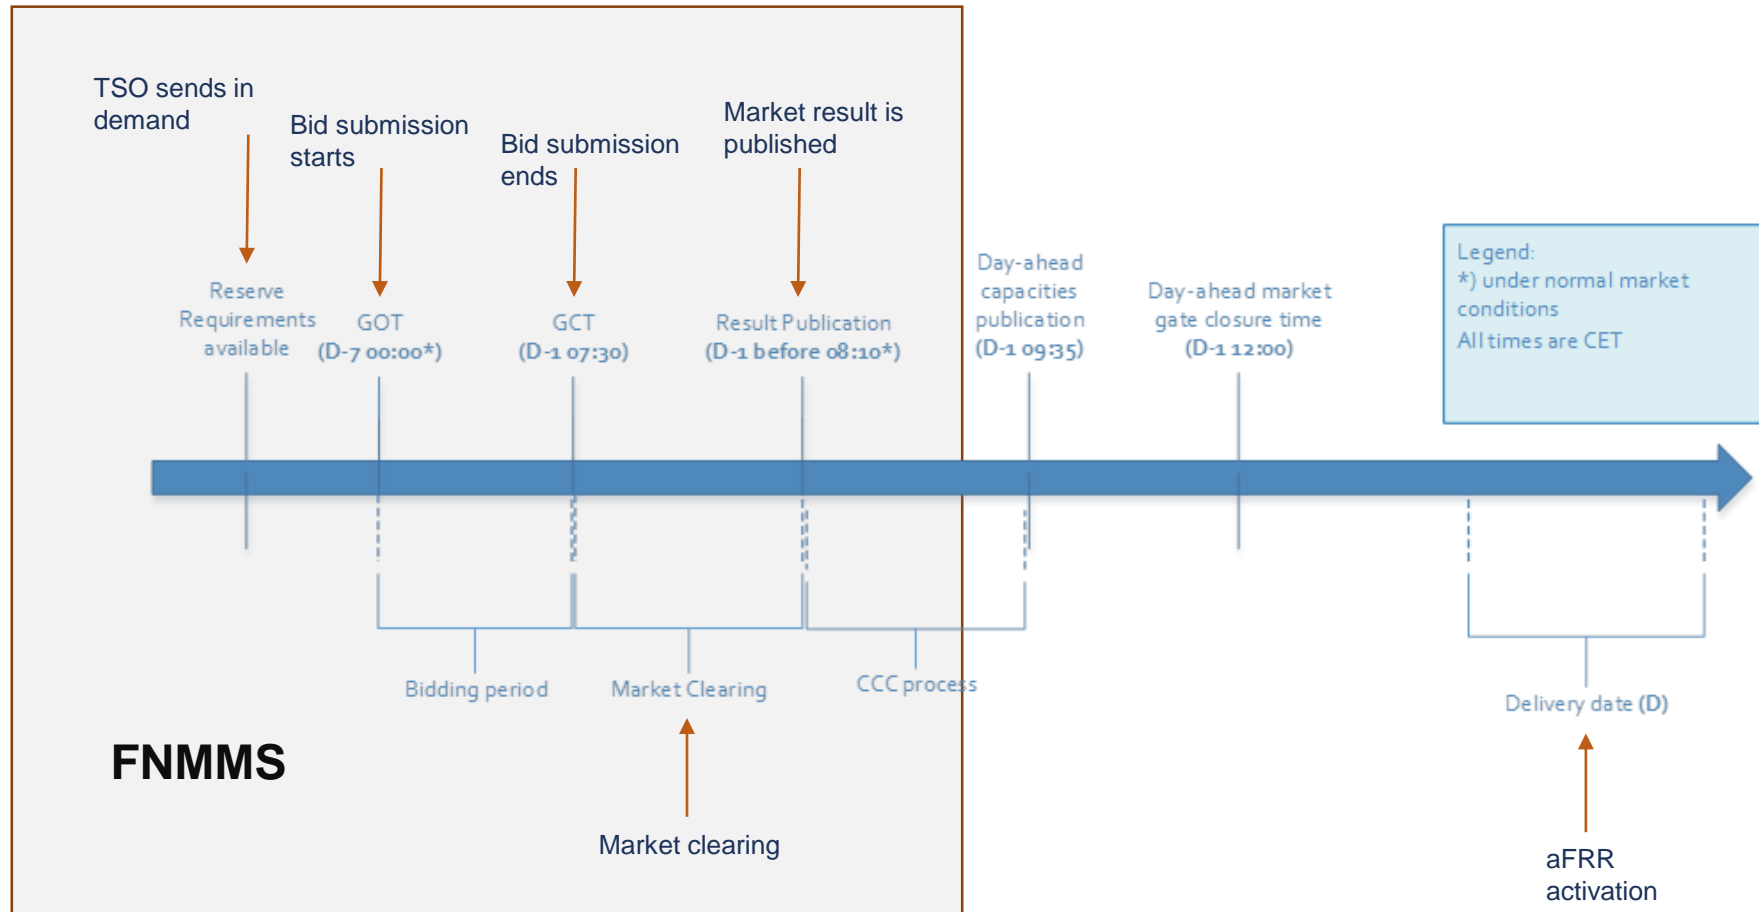 TSO sends in
demand
Bid submission
starts
Bid submission
ends
Market result is
published
Reserve
Requirements
available
GOT
(D-7 00:00*)
GCT
(D-1 07:30)
Result Publication
(D-1 before 08:10*)
Day-ahead
capacities
publication
(D-1 09:35)
Day-ahead market
gate closure time
(D-1 12:00)
Legend:
*) under normal market
conditions
All times are CET
Bidding period
Market Clearing
CCC process
Delivery date (D)
FNMMS
Market clearing
aFRR
activation